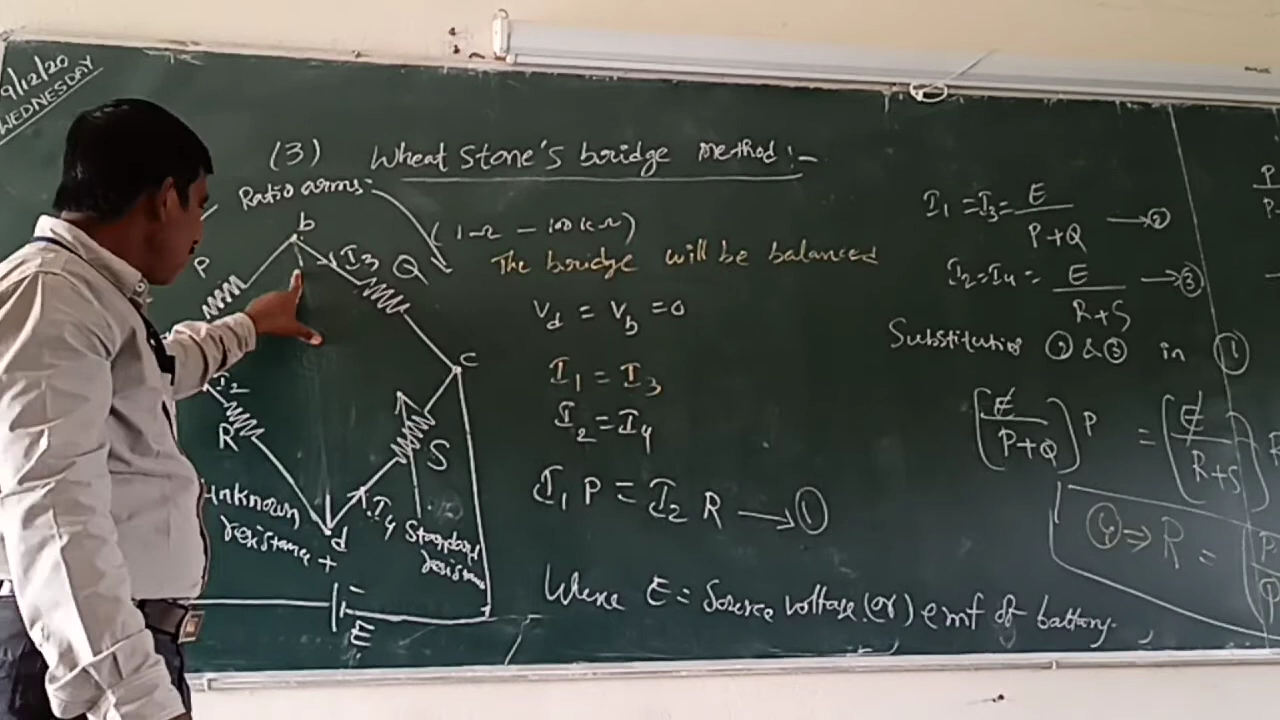 9/12/20
WEDNESDAY
(3) Wheat stone's bridge method:-
Ratio arms
b
(1Ω - 100kΩ)
P
I3 Q
The bridge will be balanced
Vd = Vb = 0
c
I1 = I3
I2 = I4
I2
R
S
I1 P = I2 R → ①
unknown resistance
d
I4
Standard
+
-
E
Where E = Source voltage (or) emf of battery.
I1 = I3 = E / P+Q → ②
I2 = I4 = E / R+S → ③
Substituting ② & ③ in ①
[E / P+Q] P = [E / R+S] R
④ ⇒ R = P
P
P